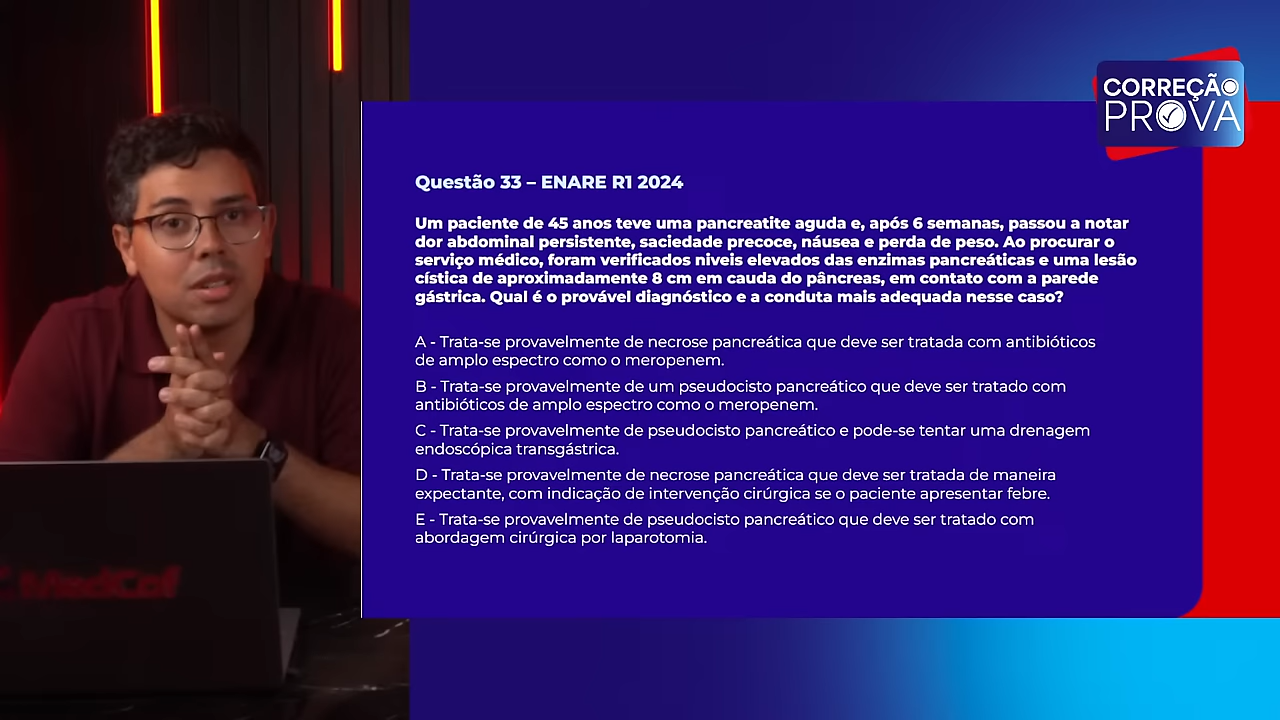 CORREÇÃO
PROVA
Questão 33 – ENARE R1 2024
Um paciente de 45 anos teve uma pancreatite aguda e, após 6 semanas, passou a notar
dor abdominal persistente, saciedade precoce, náusea e perda de peso. Ao procurar o
serviço médico, foram verificados níveis elevados das enzimas pancreáticas e uma lesão
cística de aproximadamente 8 cm em cauda do pâncreas, em contato com a parede
gástrica. Qual é o provável diagnóstico e a conduta mais adequada nesse caso?
A - Trata-se provavelmente de necrose pancreática que deve ser tratada com antibióticos
de amplo espectro como o meropenem.
B - Trata-se provavelmente de um pseudocisto pancreático que deve ser tratado com
antibióticos de amplo espectro como o meropenem.
C - Trata-se provavelmente de pseudocisto pancreático e pode-se tentar uma drenagem
endoscópica transgástrica.
D - Trata-se provavelmente de necrose pancreática que deve ser tratada de maneira
expectante, com indicação de intervenção cirúrgica se o paciente apresentar febre.
E - Trata-se provavelmente de pseudocisto pancreático que deve ser tratado com
abordagem cirúrgica por laparotomia.
MedCof